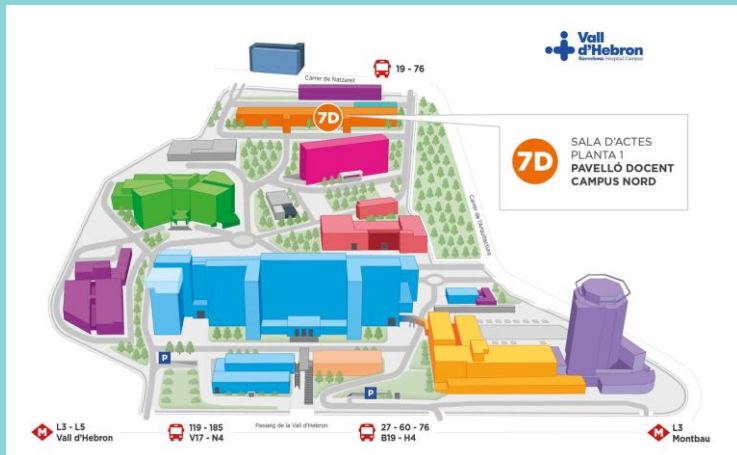 Vall
d'Hebron
Barcelona Hospital Campus
19 - 76
Carrer de Natzaret
7D
7D
SALA D'ACTES
PLANTA 1
PAVELLÓ DOCENT
CAMPUS NORD
Carrer de l'Arquitectura
P
P
Passeig de la Vall d'Hebron
M
L3 - L5
Vall d'Hebron
119 - 185
V17 - N4
27 - 60 - 76
B19 - H4
M
L3
Montbau